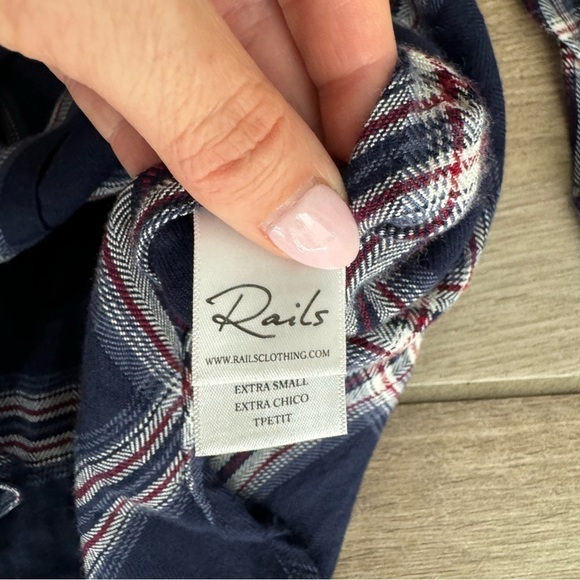 Rails
WWW.RAILSCLOTHING.COM
EXTRA SMALL
EXTRA CHICO
TPETIT